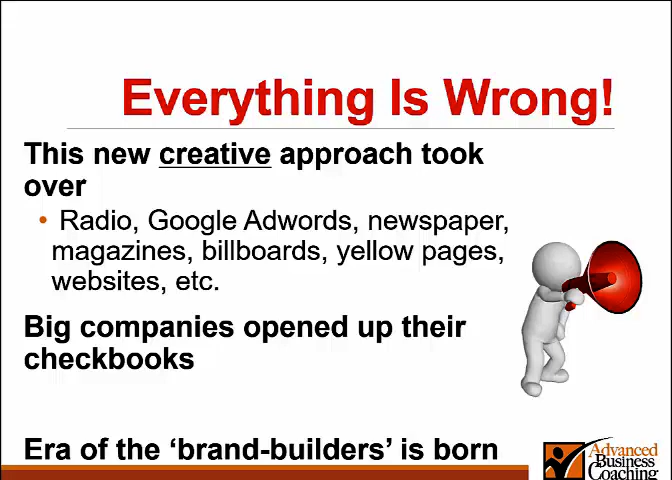 Everything Is Wrong!
This new creative approach took
over
• Radio, Google Adwords, newspaper,
magazines, billboards, yellow pages,
websites, etc.
Big companies opened up their
checkbooks
Era of the ‘brand-builders’ is born
Advanced
Business
Coaching